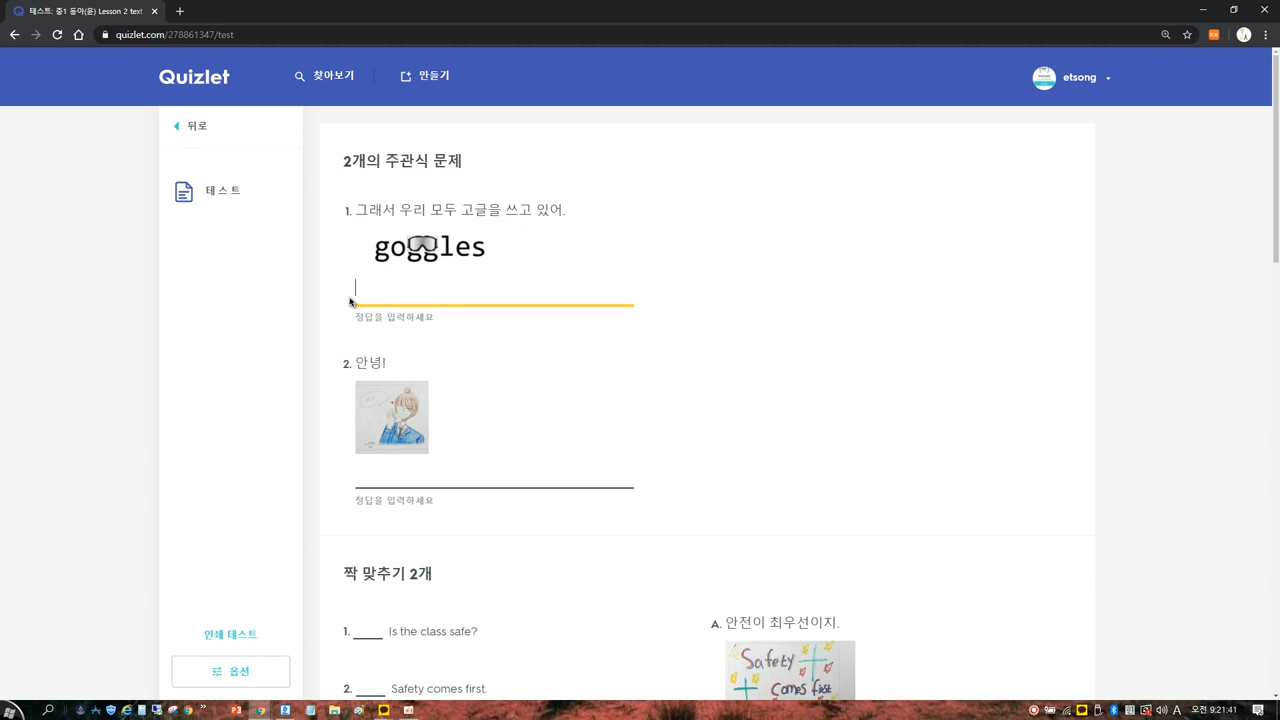 테스트: 중1 동아(윤) Lesson 2 text
quizlet.com/278861347/test
Quizlet
찾아보기
만들기
etsong
뒤로
테스트
2개의 주관식 문제
1. 그래서 우리 모두 고글을 쓰고 있어.
goggles
정답을 입력하세요
2. 안녕!
정답을 입력하세요
짝 맞추기 2개
1. ____ Is the class safe?
A. 안전이 최우선이지.
Safety
comes first
2. ____ Safety comes first.
인쇄 테스트
옵션
오전 9:21:41